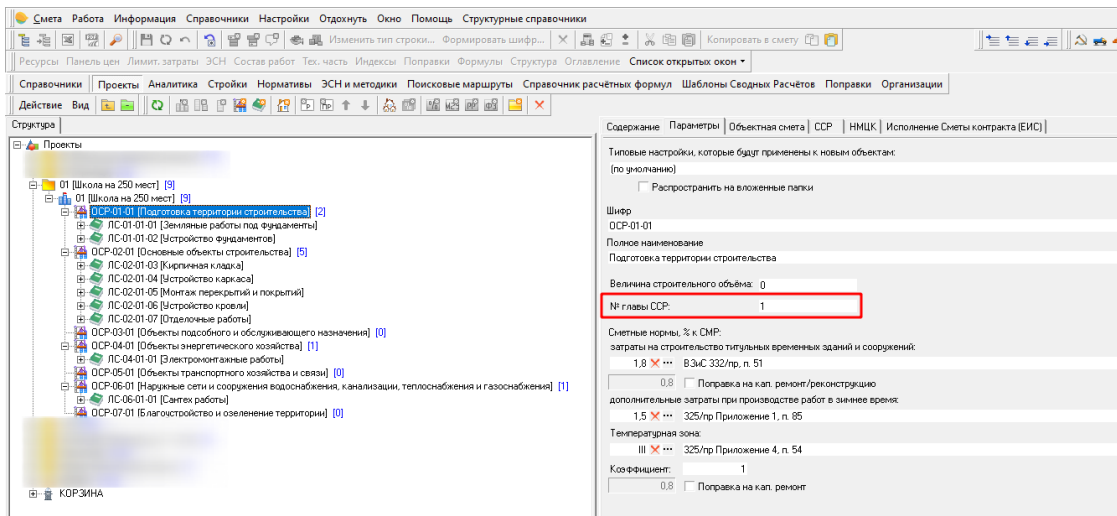 Смета Работа Информация Справочники Настройки Отдохнуть Окно Помощь Структурные справочники
Изменить тип строки... Формировать шифр... Копировать в смету
Ресурсы Панель цен Лимит. затраты ЭСН Состав работ Тех. часть Индексы Поправки Формулы Структура Оглавление Список открытых окон
Справочники Проекты Аналитика Стройки Нормативы ЭСН и методики Поисковые маршруты Справочник расчётных формул Шаблоны Сводных Расчётов Поправки Организации
Действие Вид
Структура
Проекты
01 [Школа на 250 мест] [9]
01 [Школа на 250 мест] [9]
ОСР-01-01 [Подготовка территории строительства] [2]
ЛС-01-01-01 [Земляные работы под фундаменты]
ЛС-01-01-02 [Устройство фундаментов]
ОСР-02-01 [Основные объекты строительства] [5]
ЛС-02-01-03 [Кирпичная кладка]
ЛС-02-01-04 [Устройство каркаса]
ЛС-02-01-05 [Монтаж перекрытий и покрытий]
ЛС-02-01-06 [Устройство кровли]
ЛС-02-01-07 [Отделочные работы]
ОСР-03-01 [Объекты подсобного и обслуживающего назначения] [0]
ОСР-04-01 [Объекты энергетического хозяйства] [1]
ЛС-04-01-01 [Электромонтажные работы]
ОСР-05-01 [Объекты транспортного хозяйства и связи] [0]
ОСР-06-01 [Наружные сети и сооружения водоснабжения, канализации, теплоснабжения и газоснабжения] [1]
ЛС-06-01-01 [Сантех работы]
ОСР-07-01 [Благоустройство и озеленение территории] [0]
КОРЗИНА
Содержание Параметры Объектная смета ССР НМЦК Исполнение Сметы контракта (ЕИС)
Типовые настройки, которые будут применены к новым объектам:
(по умолчанию)
Распространить на вложенные папки
Шифр
ОСР-01-01
Полное наименование
Подготовка территории строительства
Величина строительного объёма: 0
№ главы ССР: 1
Сметные нормы, % к СМР:
затраты на строительство титульных временных зданий и сооружений:
1,8 ВЗиС 332/пр, п. 51
0,8 Поправка на кап. ремонт/реконструкцию
дополнительные затраты при производстве работ в зимнее время:
1,5 325/пр Приложение 1, п. 85
Температурная зона:
III 325/пр Приложение 4, п. 54
Коэффициент: 1
0,8 Поправка на кап. ремонт